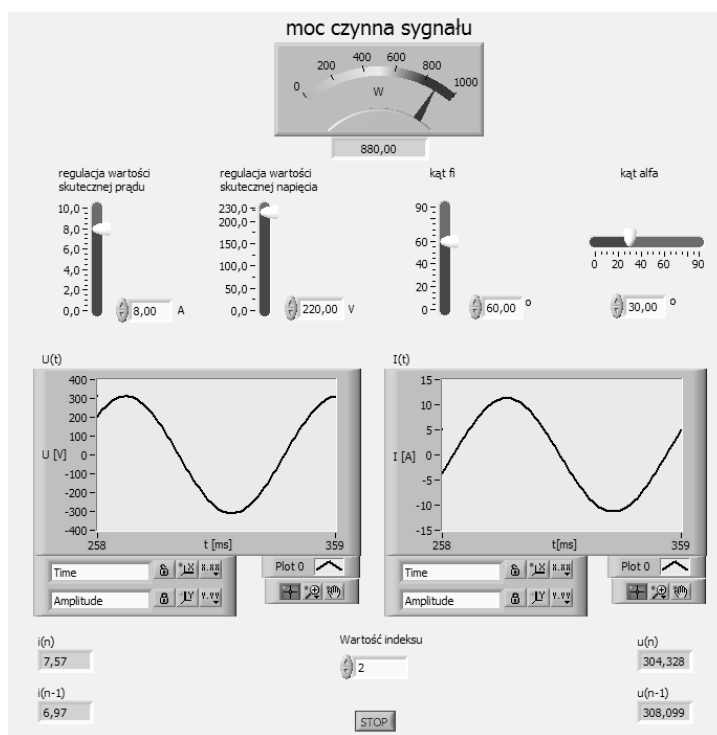 moc czynna sygnału
0 200 400 600 800 1000
W
880,00
regulacja wartości
skutecznej prądu
10,0
8,0
6,0
4,0
2,0
0,0
8,00 A
regulacja wartości
skutecznej napięcia
230,0
200,0
150,0
100,0
50,0
0,0
220,00 V
kąt fi
90
60
40
20
0
60,00 °
kąt alfa
0 20 40 60 90
30,00 °
U(t)
400
300
200
100
0
-100
-200
-300
-400
U [V]
258 t[ms] 359
Time
Amplitude
Plot 0
I(t)
15
10
5
0
-5
-10
-15
I [A]
258 t[ms] 359
Time
Amplitude
Plot 0
i(n)
7,57
i(n-1)
6,97
Wartość indeksu
2
STOP
u(n)
304,328
u(n-1)
308,099